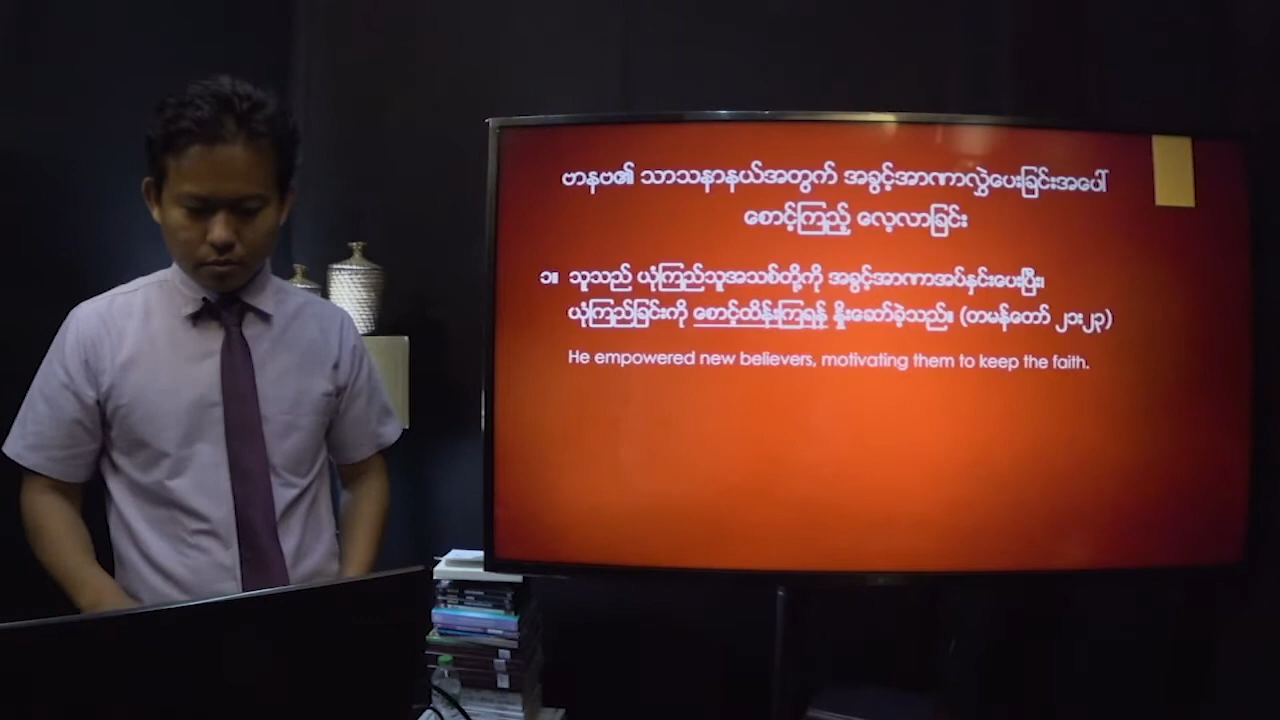 ဗာနဗ၏ သာသနာနယ်အတွက် အခွင့်အာဏာလွှဲပေးခြင်းအပေါ်
စောင့်ကြည့် လေ့လာခြင်း
၁။ သူသည် ယုံကြည်သူအသစ်တို့ကို အခွင့်အာဏာအပ်နှင်းပေးပြီး၊
ယုံကြည်ခြင်းကို စောင့်ထိန်းကြရန် နှိုးဆော်ခဲ့သည်။ (တမန်တော် ၂၁း၂၃)
He empowered new believers, motivating them to keep the faith.